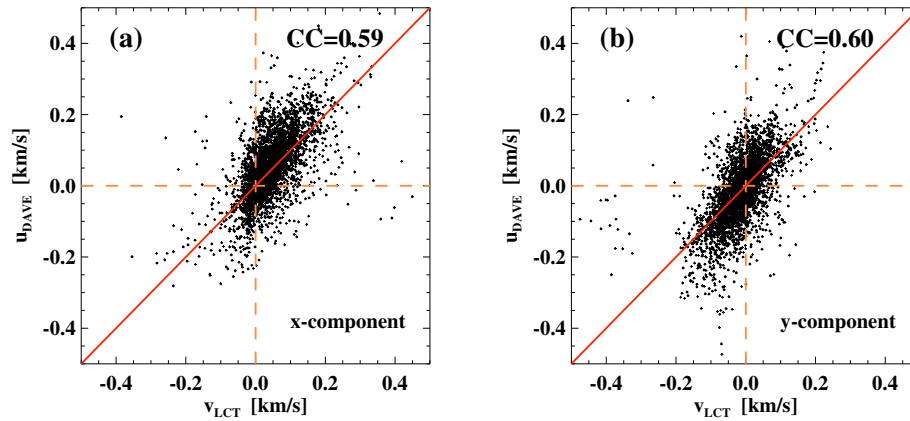 (a) CC=0.59
0.4
0.2
0.0
-0.2
-0.4
u_DAVE [km/s]
x-component
-0.4 -0.2 0.0 0.2 0.4
v_LCT [km/s]
(b) CC=0.60
0.4
0.2
0.0
-0.2
-0.4
u_DAVE [km/s]
y-component
-0.4 -0.2 0.0 0.2 0.4
v_LCT [km/s]